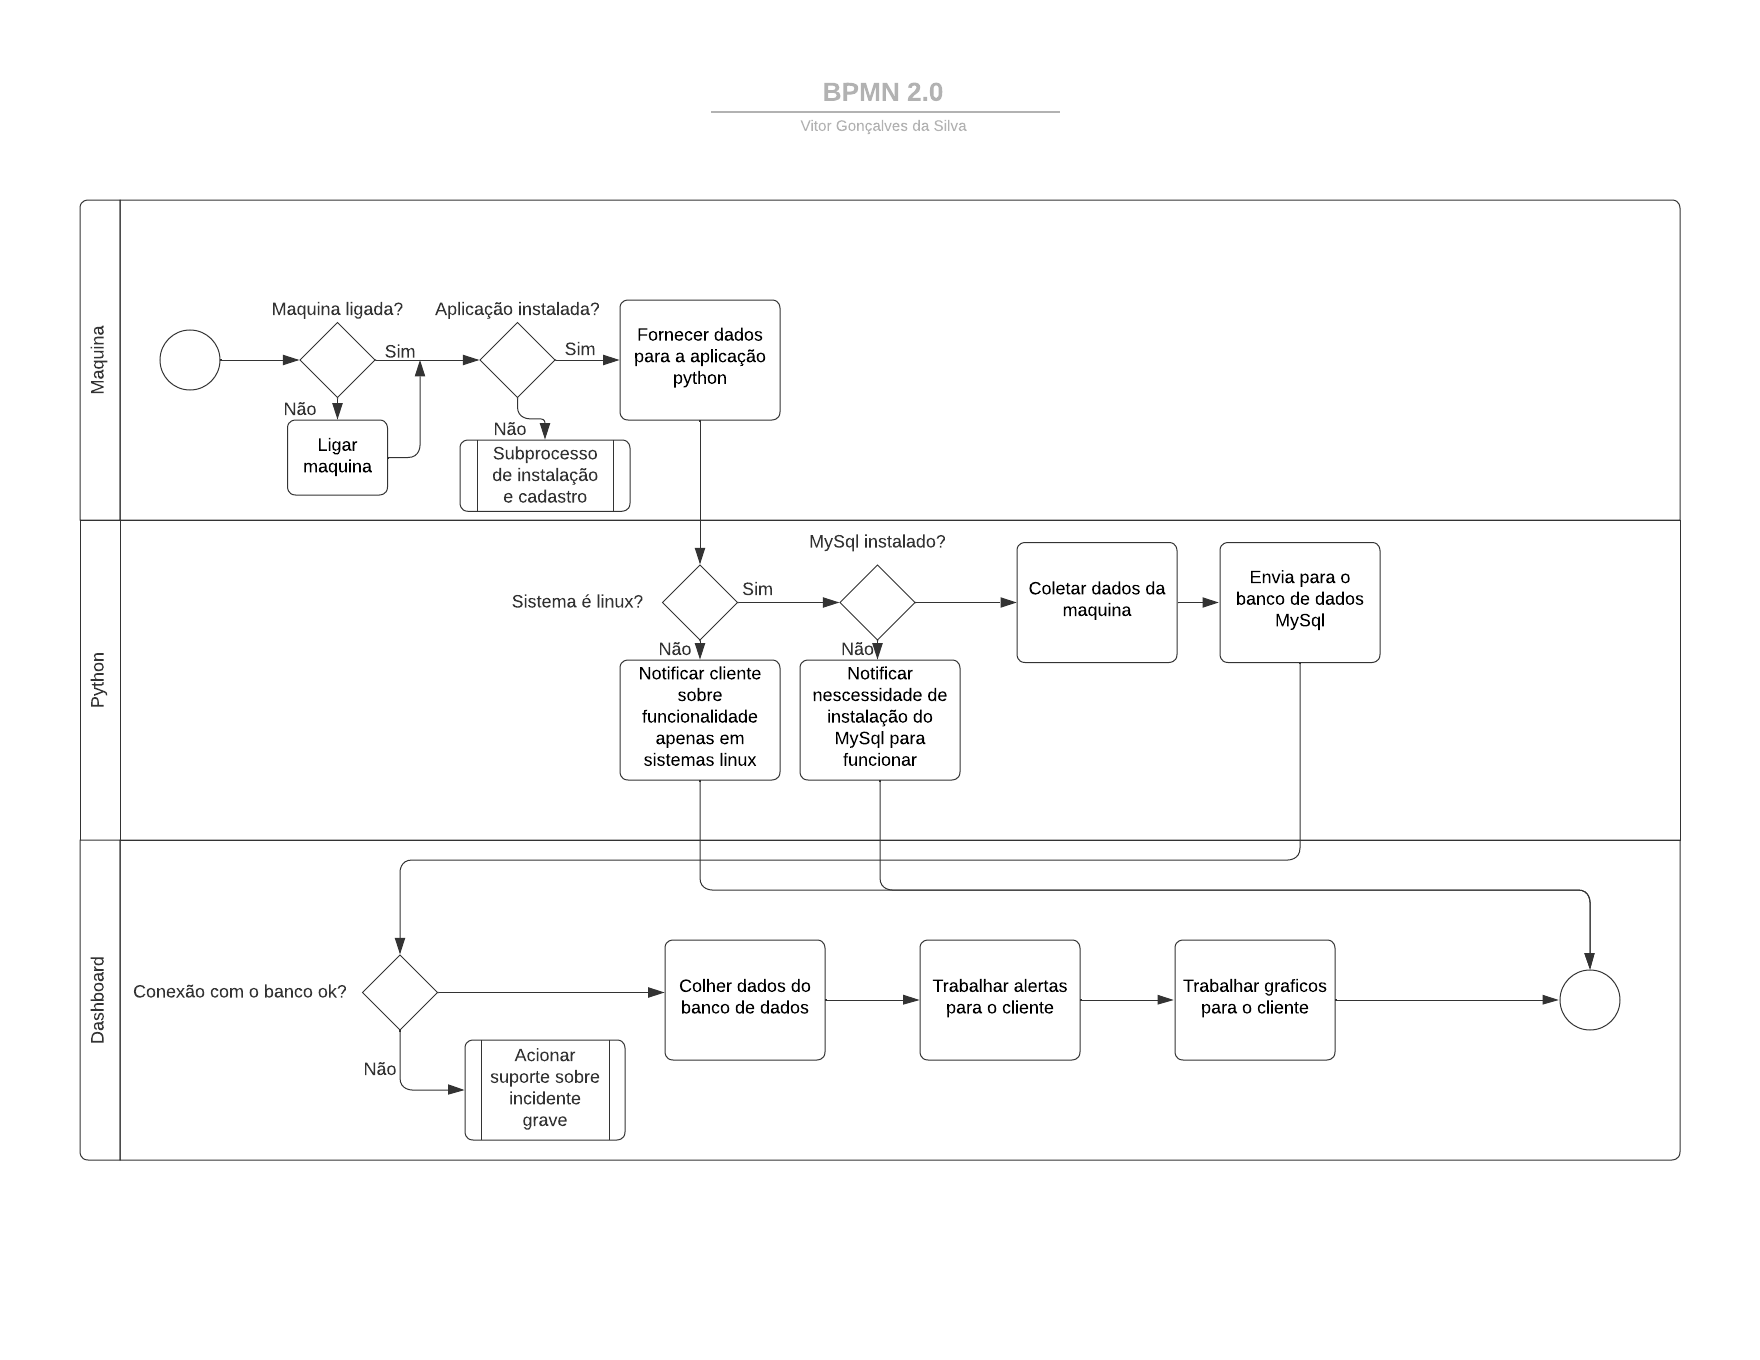 BPMN 2.0
Vitor Gonçalves da Silva
Maquina
Maquina ligada?
Sim
Não
Ligar
maquina
Aplicação instalada?
Sim
Não
Subprocesso
de instalação
e cadastro
Fornecer dados
para a aplicação
python
Python
Sistema é linux?
Sim
Não
Notificar cliente
sobre
funcionalidade
apenas em
sistemas linux
MySql instalado?
Não
Notificar
nescessidade de
instalação do
MySql para
funcionar
Coletar dados da
maquina
Envia para o
banco de dados
MySql
Dashboard
Conexão com o banco ok?
Não
Acionar
suporte sobre
incidente
grave
Colher dados do
banco de dados
Trabalhar alertas
para o cliente
Trabalhar graficos
para o cliente